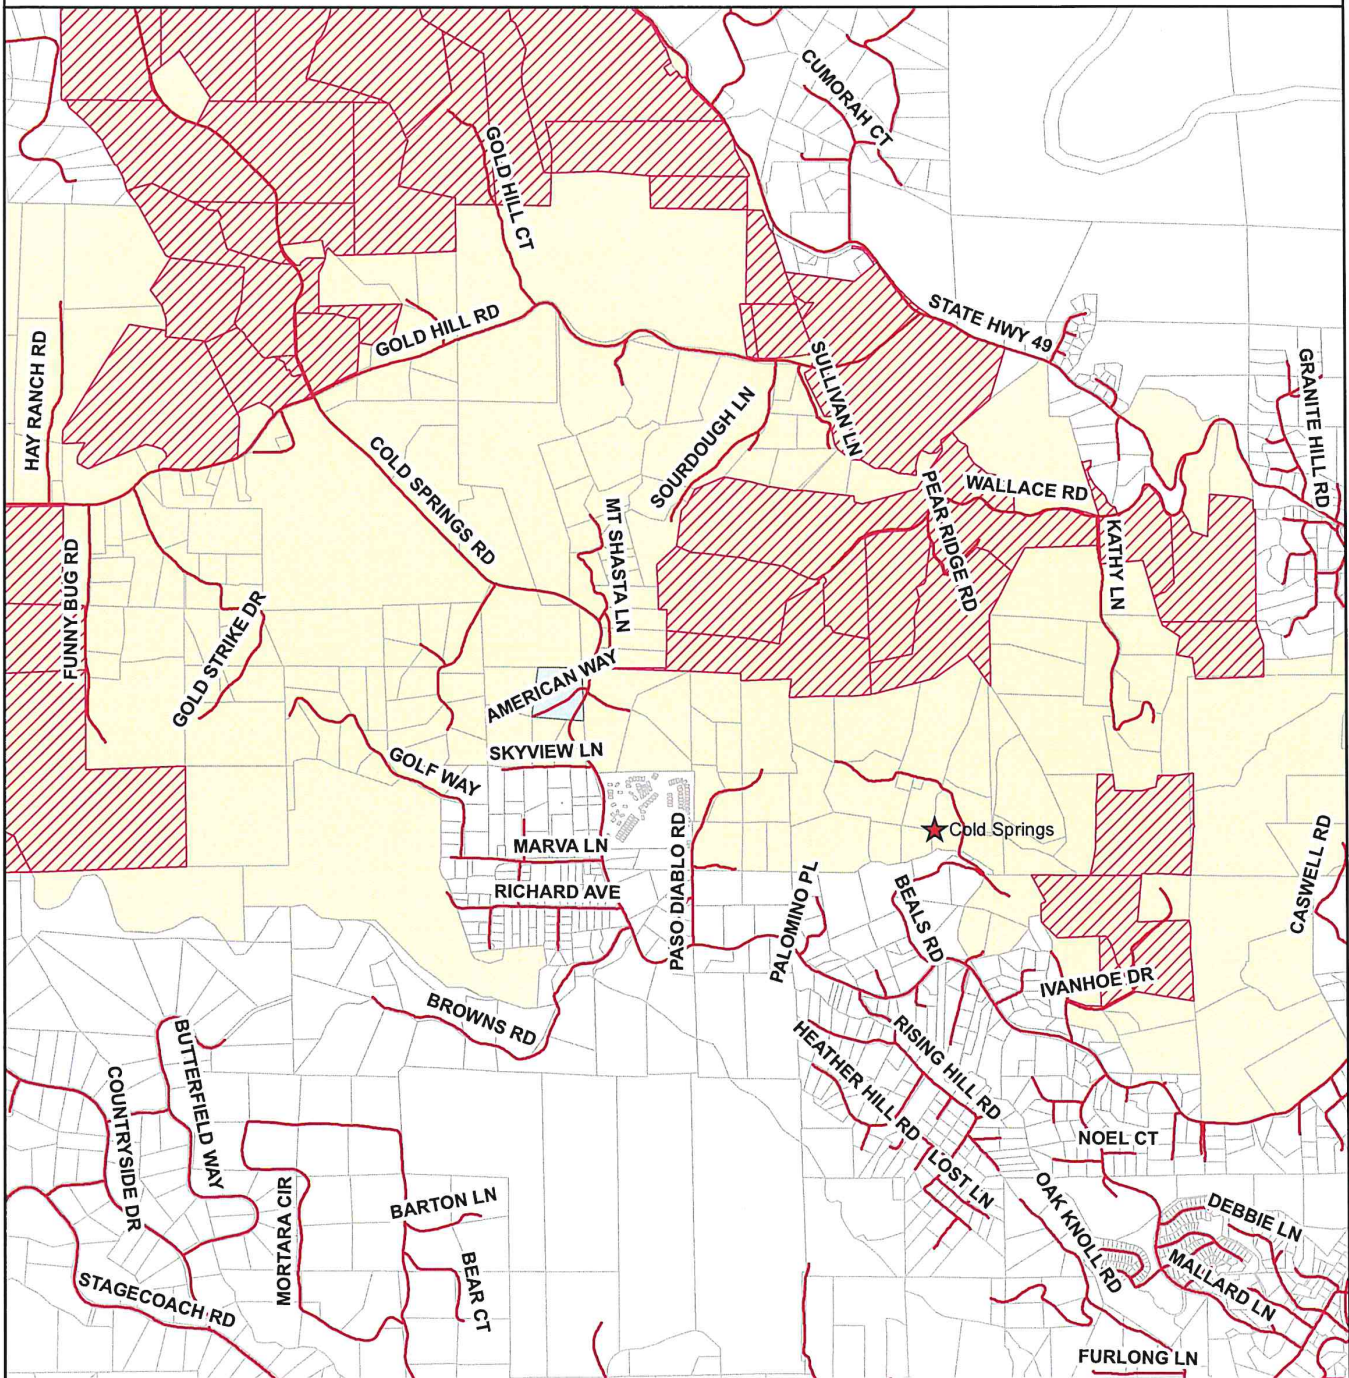 CUMORAH CT
GOLD HILL CT
GOLD HILL RD
STATE HWY 49
HAY RANCH RD
SULLIVAN LN
GRANITE HILL RD
SOURDOUGH LN
COLD SPRINGS RD
WALLACE RD
PEAR RIDGE RD
MT SHASTA LN
KATHY LN
FUNNY BUG RD
GOLD STRIKE DR
AMERICAN WAY
SKYVIEW LN
GOLF WAY
Cold Springs
MARVA LN
PASO DIABLO RD
CASWELL RD
RICHARD AVE
PALOMINO PL
BEALS RD
IVANHOE DR
BROWNS RD
BUTTERFIELD WAY
RISING HILL RD
HEATHER HILL RD
COUNTRYSIDE DR
NOEL CT
LOST LN
OAK KNOLL RD
BARTON LN
MORTARA CIR
DEBBIE LN
BEAR CT
MALLARD LN
STAGECOACH RD
FURLONG LN